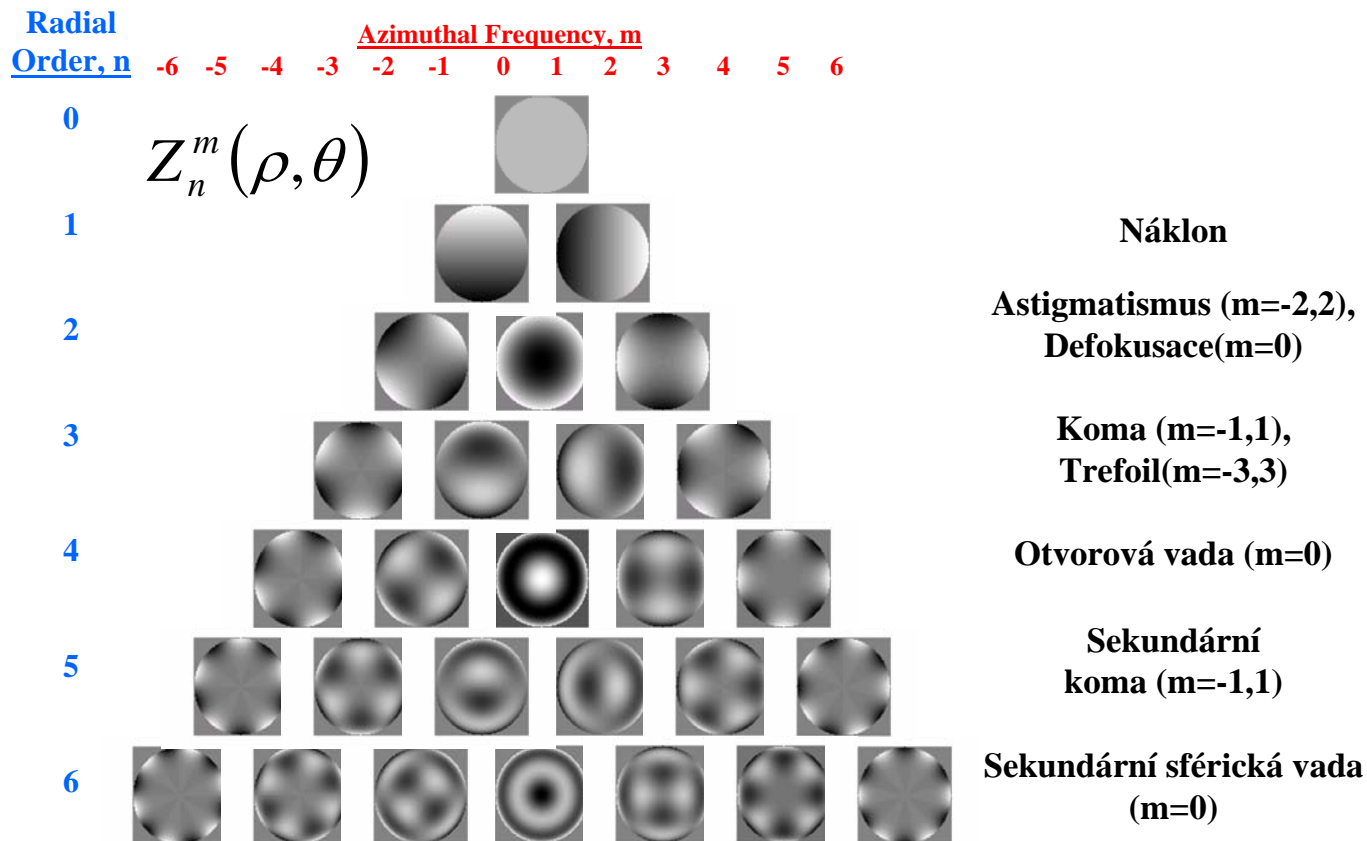 Radial
Order, n
Azimuthal Frequency, m
-6 -5 -4 -3 -2 -1 0 1 2 3 4 5 6
0
Z_n^m(ρ,θ)
1
Náklon
2
Astigmatismus (m=-2,2),
Defokusace(m=0)
3
Koma (m=-1,1),
Trefoil(m=-3,3)
4
Otvorová vada (m=0)
5
Sekundární
koma (m=-1,1)
6
Sekundární sférická vada
(m=0)